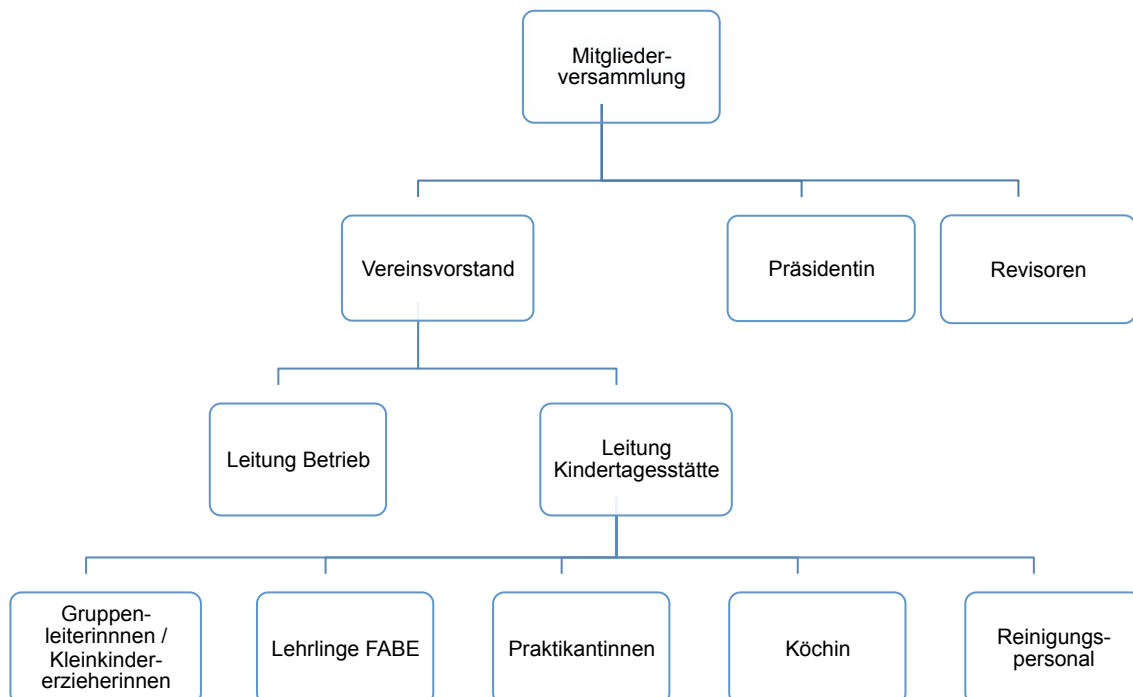 Mitglieder-
versammlung
Vereinsvorstand
Präsidentin
Revisoren
Leitung Betrieb
Leitung
Kindertagesstätte
Gruppen-
leiterinnnen /
Kleinkinder-
erzieherinnen
Lehrlinge FABE
Praktikantinnen
Köchin
Reinigungs-
personal